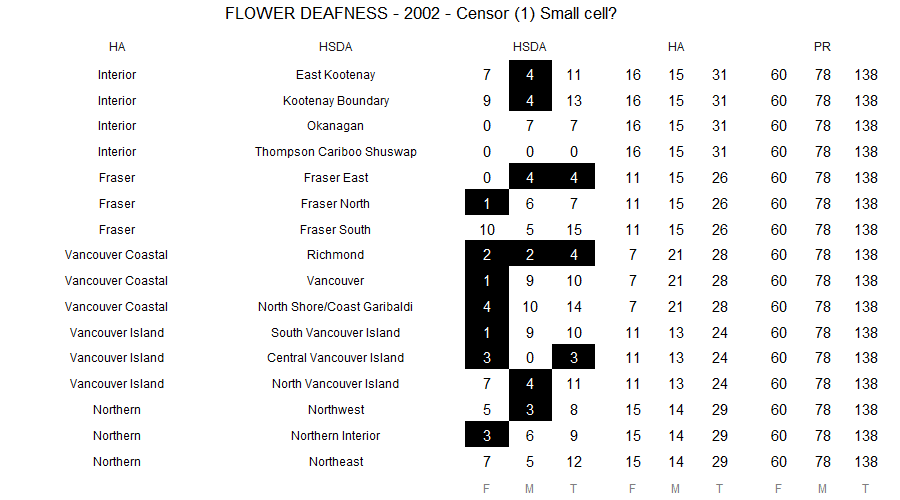 FLOWER DEAFNESS - 2002 - Censor (1) Small cell?
HA HSDA HSDA HA PR
Interior East Kootenay 7 4 11 16 15 31 60 78 138
Interior Kootenay Boundary 9 4 13 16 15 31 60 78 138
Interior Okanagan 0 7 7 16 15 31 60 78 138
Interior Thompson Cariboo Shuswap 0 0 0 16 15 31 60 78 138
Fraser Fraser East 0 4 4 11 15 26 60 78 138
Fraser Fraser North 1 6 7 11 15 26 60 78 138
Fraser Fraser South 10 5 15 11 15 26 60 78 138
Vancouver Coastal Richmond 2 2 4 7 21 28 60 78 138
Vancouver Coastal Vancouver 1 9 10 7 21 28 60 78 138
Vancouver Coastal North Shore/Coast Garibaldi 4 10 14 7 21 28 60 78 138
Vancouver Island South Vancouver Island 1 9 10 11 13 24 60 78 138
Vancouver Island Central Vancouver Island 3 0 3 11 13 24 60 78 138
Vancouver Island North Vancouver Island 7 4 11 11 13 24 60 78 138
Northern Northwest 5 3 8 15 14 29 60 78 138
Northern Northern Interior 3 6 9 15 14 29 60 78 138
Northern Northeast 7 5 12 15 14 29 60 78 138
F M T F M T F M T